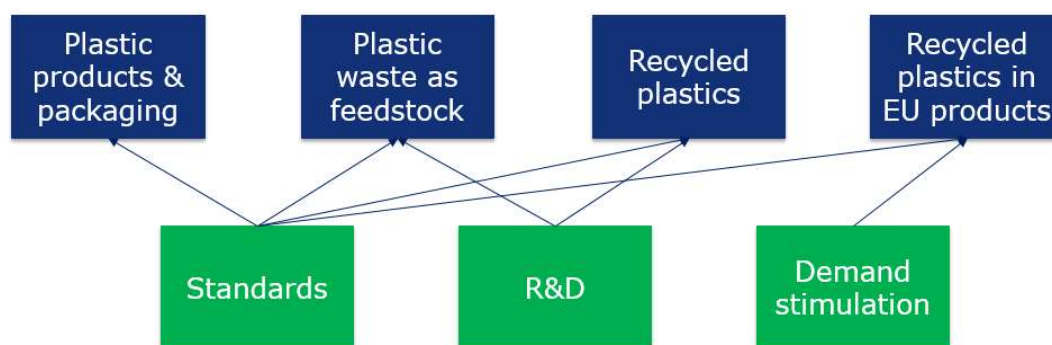 Plastic
products &
packaging
Plastic
waste as
feedstock
Recycled
plastics
Recycled
plastics in
EU products
Standards
R&D
Demand
stimulation